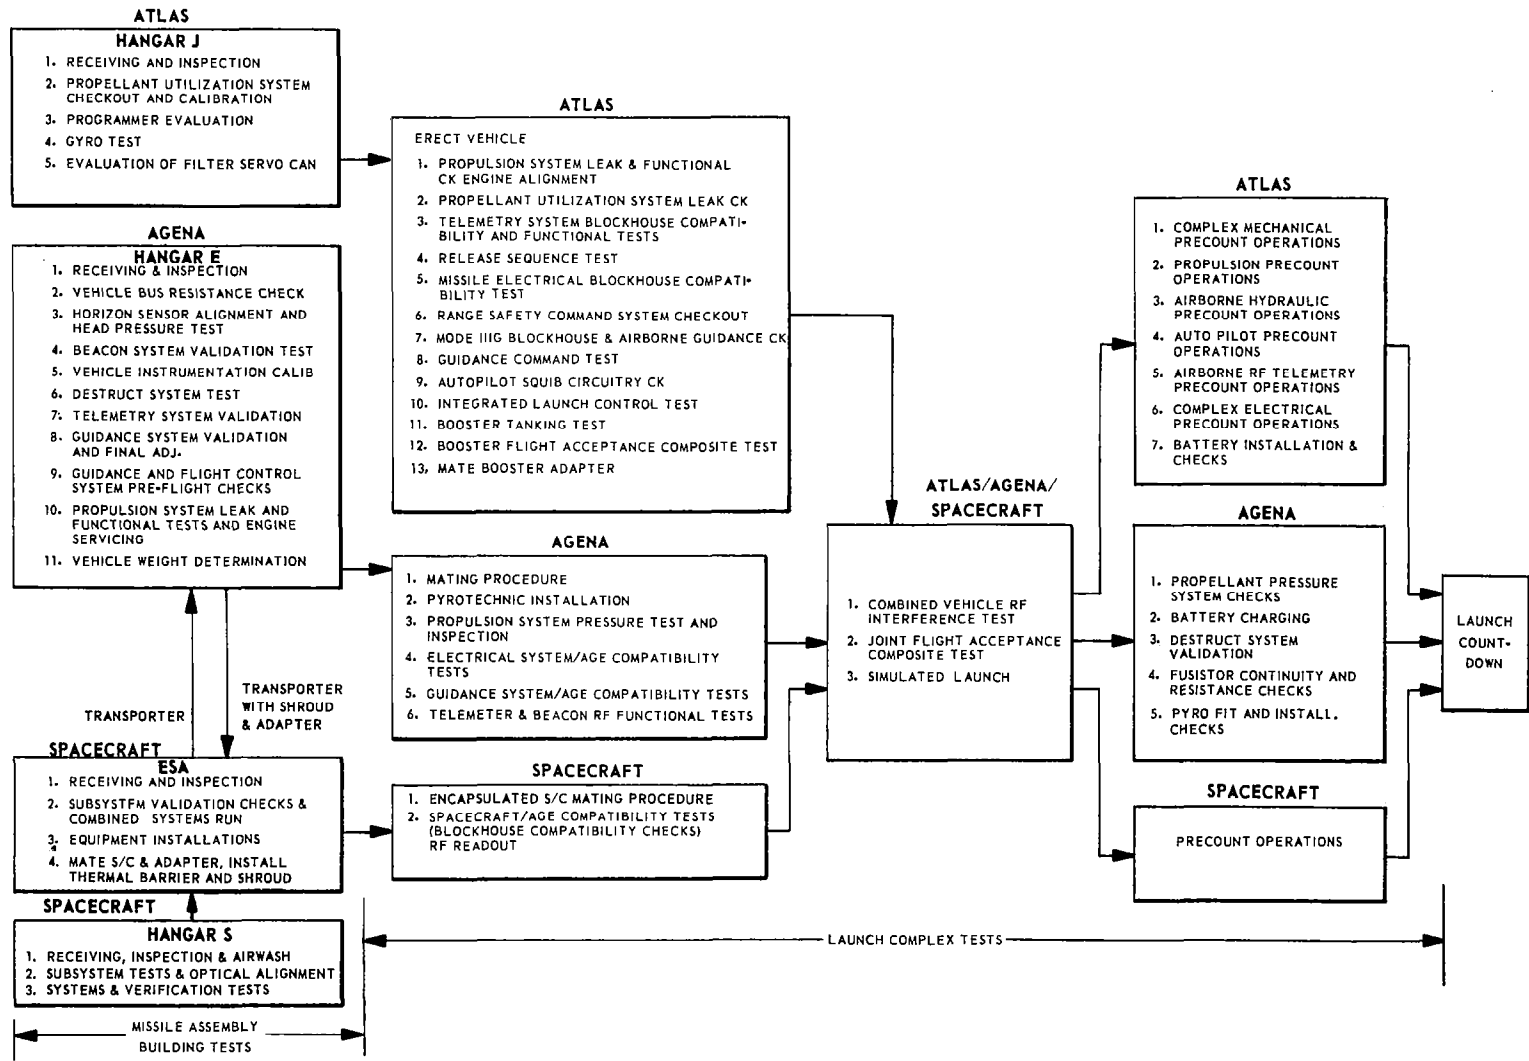 ATLAS
HANGAR J
1. RECEIVING AND INSPECTION
2. PROPELLANT UTILIZATION SYSTEM
CHECKOUT AND CALIBRATION
3. PROGRAMMER EVALUATION
4. GYRO TEST
5. EVALUATION OF FILTER SERVO CAN
AGENA
HANGAR E
1. RECEIVING & INSPECTION
2. VEHICLE BUS RESISTANCE CHECK
3. HORIZON SENSOR ALIGNMENT AND
HEAD PRESSURE TEST
4. BEACON SYSTEM VALIDATION TEST
5. VEHICLE INSTRUMENTATION CALIB
6. DESTRUCT SYSTEM TEST
7. TELEMETRY SYSTEM VALIDATION
8. GUIDANCE SYSTEM VALIDATION
AND FINAL ADJ.
9. GUIDANCE AND FLIGHT CONTROL
SYSTEM PRE-FLIGHT CHECKS
10. PROPULSION SYSTEM LEAK AND
FUNCTIONAL TESTS AND ENGINE
SERVICING
11. VEHICLE WEIGHT DETERMINATION
TRANSPORTER
TRANSPORTER
WITH SHROUD
& ADAPTER
SPACECRAFT
ESA
1. RECEIVING AND INSPECTION
2. SUBSYSTEM VALIDATION CHECKS &
COMBINED SYSTEMS RUN
3. EQUIPMENT INSTALLATIONS
4. MATE S/C & ADAPTER, INSTALL
THERMAL BARRIER AND SHROUD
SPACECRAFT
HANGAR S
1. RECEIVING, INSPECTION & AIRWASH
2. SUBSYSTEM TESTS & OPTICAL ALIGNMENT
3. SYSTEMS & VERIFICATION TESTS
MISSILE ASSEMBLY
BUILDING TESTS
ATLAS
ERECT VEHICLE
1. PROPULSION SYSTEM LEAK & FUNCTIONAL
CK ENGINE ALIGNMENT
2. PROPELLANT UTILIZATION SYSTEM LEAK CK
3. TELEMETRY SYSTEM BLOCKHOUSE COMPATI-
BILITY AND FUNCTIONAL TESTS
4. RELEASE SEQUENCE TEST
5. MISSILE ELECTRICAL BLOCKHOUSE COMPATI-
BILITY TEST
6. RANGE SAFETY COMMAND SYSTEM CHECKOUT
7. MODE IIIG BLOCKHOUSE & AIRBORNE GUIDANCE CK
8. GUIDANCE COMMAND TEST
9. AUTOPILOT SQUIB CIRCUITRY CK
10. INTEGRATED LAUNCH CONTROL TEST
11. BOOSTER TANKING TEST
12. BOOSTER FLIGHT ACCEPTANCE COMPOSITE TEST
13, MATE BOOSTER ADAPTER
AGENA
1. MATING PROCEDURE
2. PYROTECHNIC INSTALLATION
3. PROPULSION SYSTEM PRESSURE TEST AND
INSPECTION
4. ELECTRICAL SYSTEM/AGE COMPATIBILITY
TESTS
5. GUIDANCE SYSTEM/AGE COMPATIBILITY TESTS
6. TELEMETER & BEACON RF FUNCTIONAL TESTS
SPACECRAFT
1. ENCAPSULATED S/C MATING PROCEDURE
2. SPACECRAFT/AGE COMPATIBILITY TESTS
(BLOCKHOUSE COMPATIBILITY CHECKS)
RF READOUT
ATLAS/AGENA/
SPACECRAFT
1. COMBINED VEHICLE RF
INTERFERENCE TEST
2. JOINT FLIGHT ACCEPTANCE
COMPOSITE TEST
3. SIMULATED LAUNCH
ATLAS
1. COMPLEX MECHANICAL
PRECOUNT OPERATIONS
2. PROPULSION PRECOUNT
OPERATIONS
3. AIRBORNE HYDRAULIC
PRECOUNT OPERATIONS
4. AUTO PILOT PRECOUNT
OPERATIONS
5. AIRBORNE RF TELEMETRY
PRECOUNT OPERATIONS
6. COMPLEX ELECTRICAL
PRECOUNT OPERATIONS
7. BATTERY INSTALLATION &
CHECKS
AGENA
1. PROPELLANT PRESSURE
SYSTEM CHECKS
2. BATTERY CHARGING
3. DESTRUCT SYSTEM
VALIDATION
4. FUSISTOR CONTINUITY AND
RESISTANCE CHECKS
5. PYRO FIT AND INSTALL.
CHECKS
SPACECRAFT
PRECOUNT OPERATIONS
LAUNCH
COUNT-
DOWN
LAUNCH COMPLEX TESTS